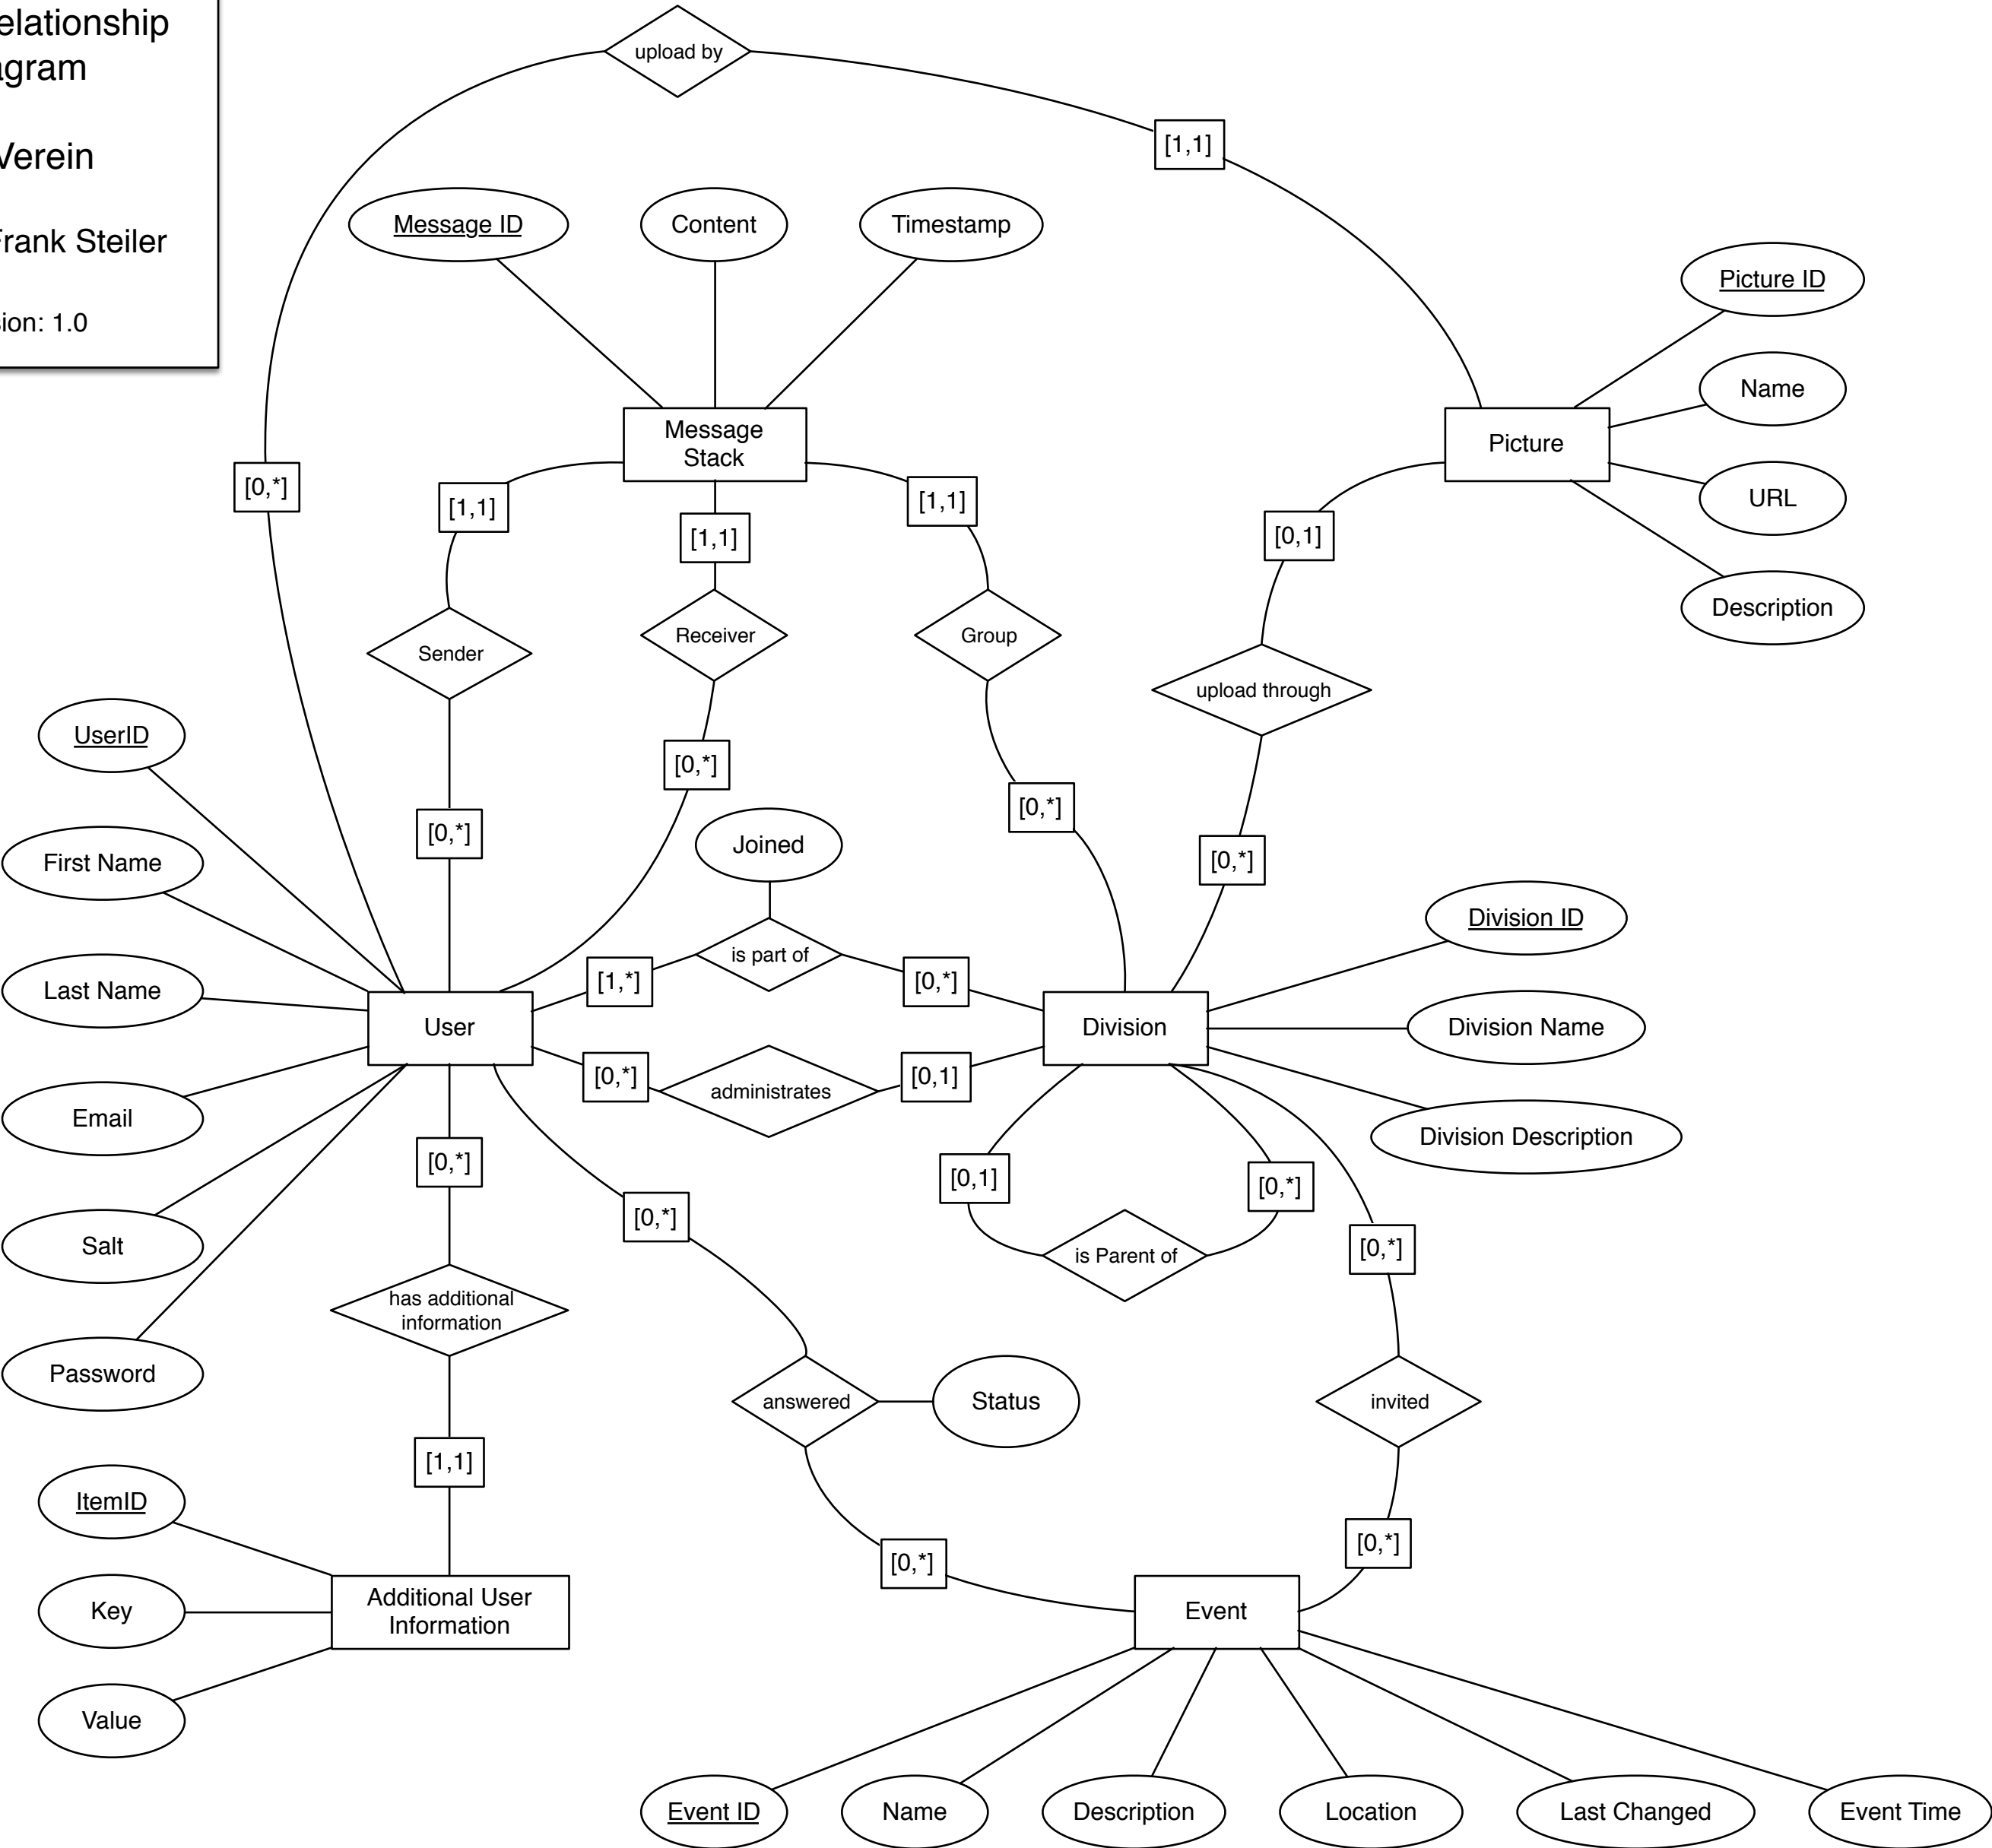 elationship
agram
Verein
Frank Steiler
sion: 1.0
upload by
[1,1]
Message ID
Content
Timestamp
Picture ID
Name
URL
Description
Message
Stack
Picture
[0,*]
[1,1]
[1,1]
[1,1]
[0,1]
Sender
Receiver
Group
upload through
[0,*]
[0,*]
[0,*]
[0,*]
UserID
First Name
Last Name
Email
Salt
Password
Joined
is part of
[1,*]
[0,*]
User
Division
[0,*]
administrates
[0,1]
Division ID
Division Name
Division Description
[0,*]
[0,*]
[0,1]
[0,*]
is Parent of
[0,*]
has additional
information
answered
Status
invited
[1,1]
[0,*]
[0,*]
ItemID
Key
Value
Additional User
Information
Event
Event ID
Name
Description
Location
Last Changed
Event Time